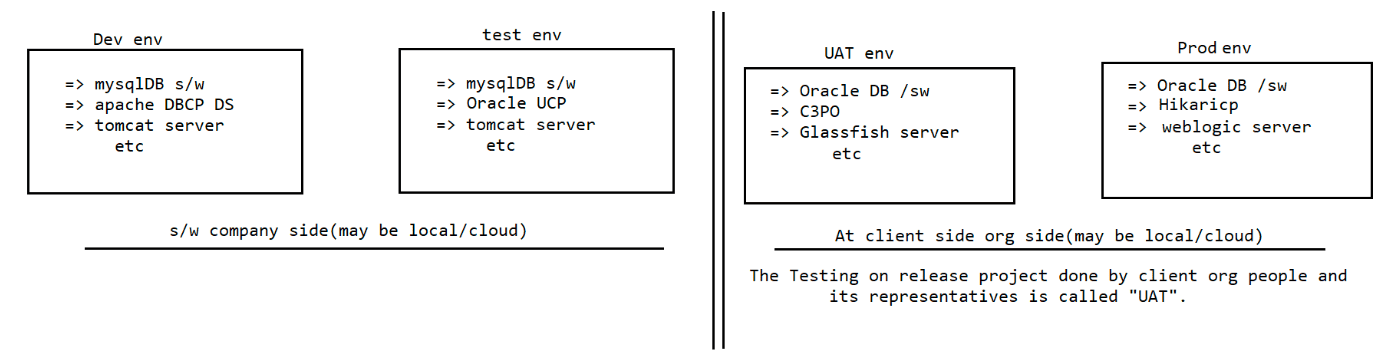 Dev env
=> mysqlDB s/w
=> apache DBCP DS
=> tomcat server
etc
test env
=> mysqlDB s/w
=> Oracle UCP
=> tomcat server
etc
s/w company side(may be local/cloud)
UAT env
=> Oracle DB /sw
=> C3PO
=> Glassfish server
etc
Prod env
=> Oracle DB /sw
=> Hikaricp
=> weblogic server
etc
At client side org side(may be local/cloud)
The Testing on release project done by client org people and
its representatives is called "UAT".